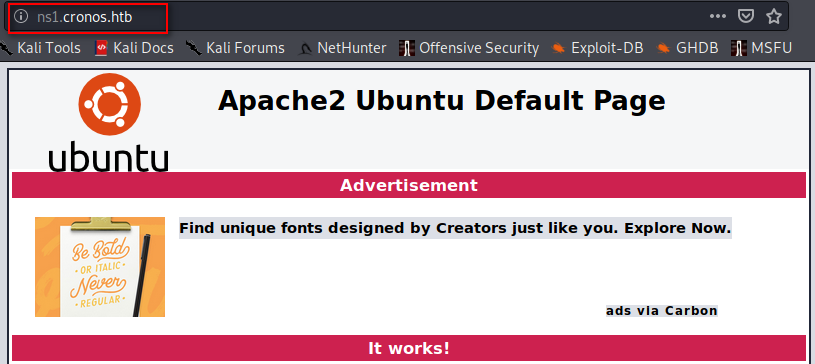 ns1.cronos.htb
Kali Tools Kali Docs Kali Forums NetHunter Offensive Security Exploit-DB GHDB MSFU
Apache2 Ubuntu Default Page
ubuntu
Advertisement
Be Bold
OR ITALIC
Never
REGULAR
Find unique fonts designed by Creators just like you. Explore Now.
ads via Carbon
It works!